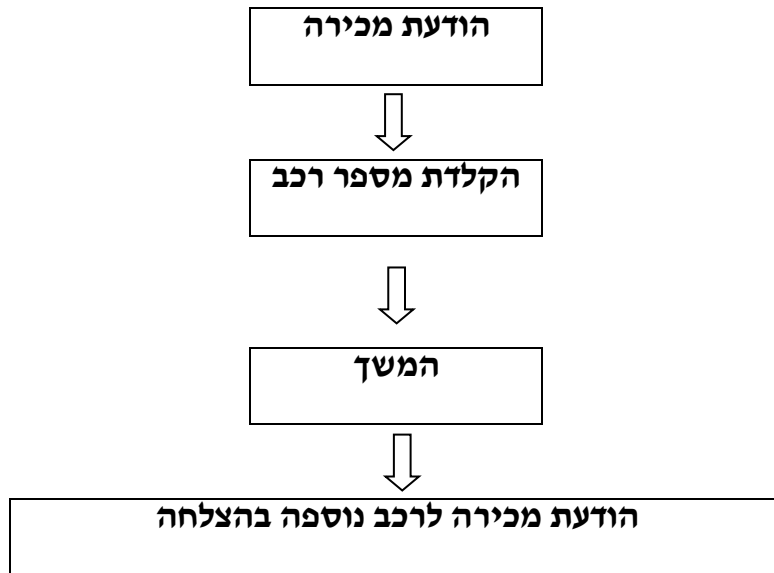 הודעת מכירה
הקלדת מספר רכב
המשך
הודעת מכירה לרכב נוספה בהצלחה